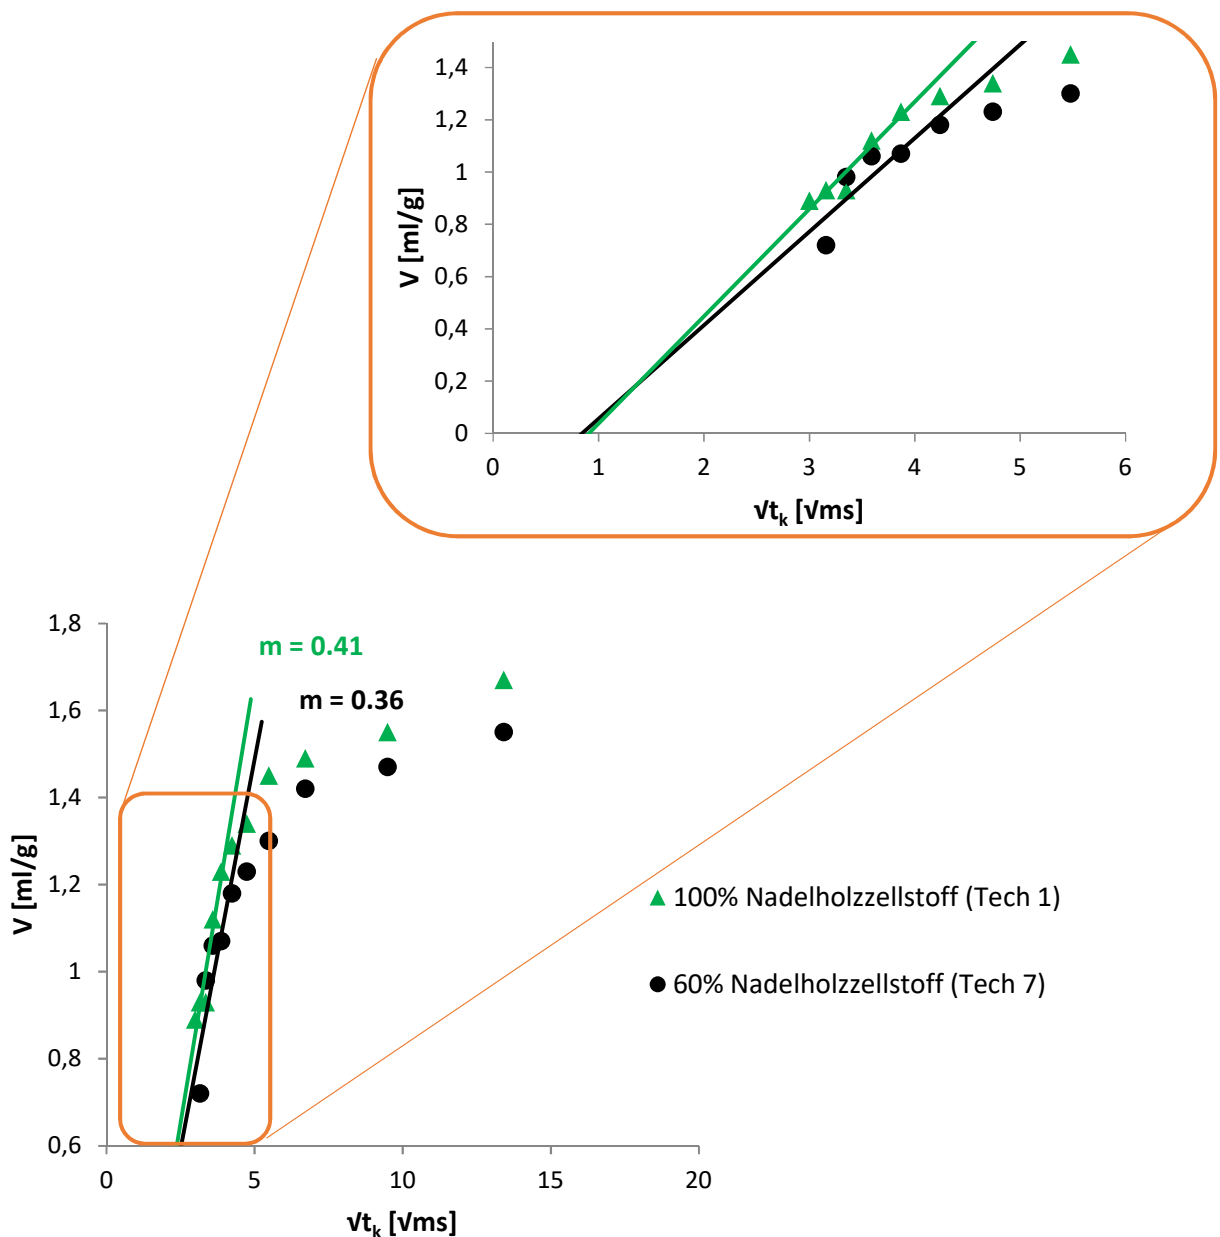 1,4
1,2
1
0,8
0,6
0,4
0,2
0
V [ml/g]
0 1 2 3 4 5 6
√tk [√ms]
1,8
1,6
1,4
1,2
1
0,8
0,6
V [ml/g]
m = 0.41
m = 0.36
100% Nadelholzzellstoff (Tech 1)
60% Nadelholzzellstoff (Tech 7)
0 5 10 15 20
√tk [√ms]